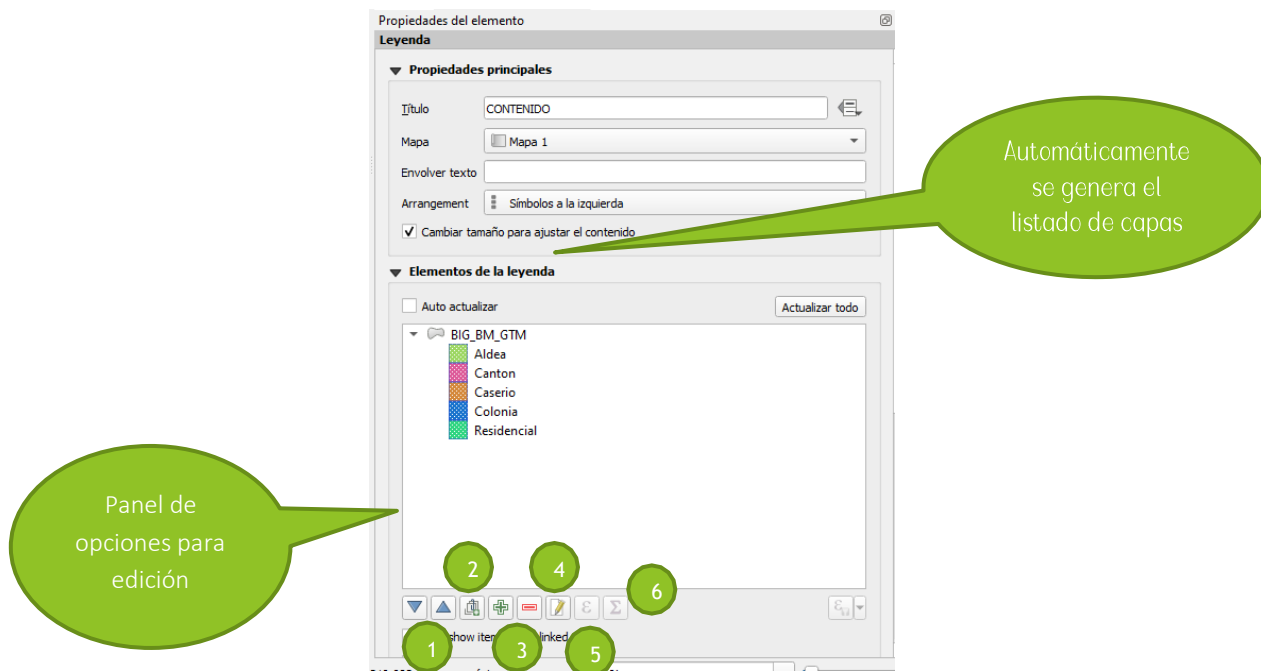 Propiedades del elemento
Leyenda
Propiedades principales
Título CONTENIDO
Mapa Mapa 1
Envolver texto
Arrangement Símbolos a la izquierda
Cambiar tamaño para ajustar el contenido
Automáticamente
se genera el
listado de capas
Elementos de la leyenda
Auto actualizar Actualizar todo
BIG_BM_GTM
Aldea
Canton
Caserio
Colonia
Residencial
Panel de
opciones para
edición
2 4 6
ε Σ
show linked
1 3 5